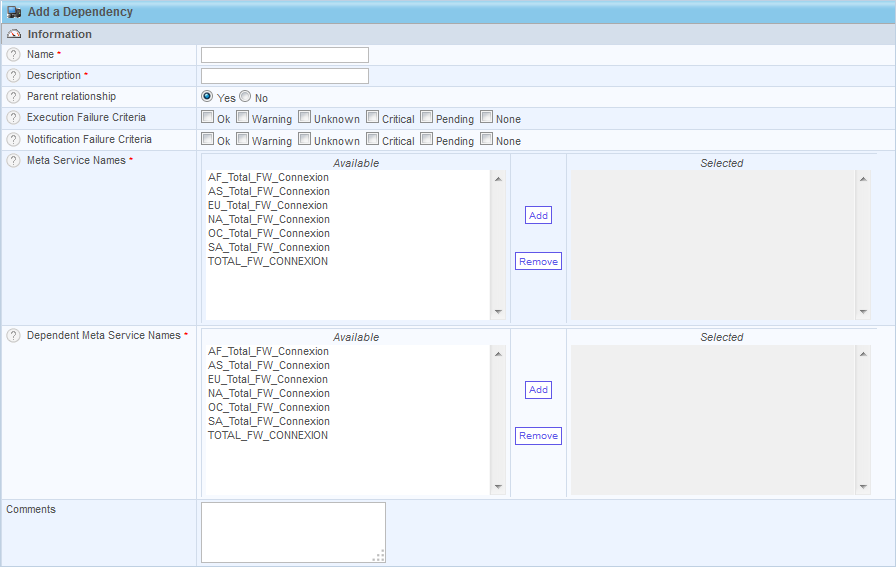 Add a Dependency
Information
? Name *
? Description *
? Parent relationship Yes No
? Execution Failure Criteria Ok Warning Unknown Critical Pending None
? Notification Failure Criteria Ok Warning Unknown Critical Pending None
? Meta Service Names * Available Selected
AF_Total_FW_Connexion
AS_Total_FW_Connexion
EU_Total_FW_Connexion
NA_Total_FW_Connexion
OC_Total_FW_Connexion
SA_Total_FW_Connexion
TOTAL_FW_CONNEXION
Add
Remove
? Dependent Meta Service Names * Available Selected
AF_Total_FW_Connexion
AS_Total_FW_Connexion
EU_Total_FW_Connexion
NA_Total_FW_Connexion
OC_Total_FW_Connexion
SA_Total_FW_Connexion
TOTAL_FW_CONNEXION
Add
Remove
Comments